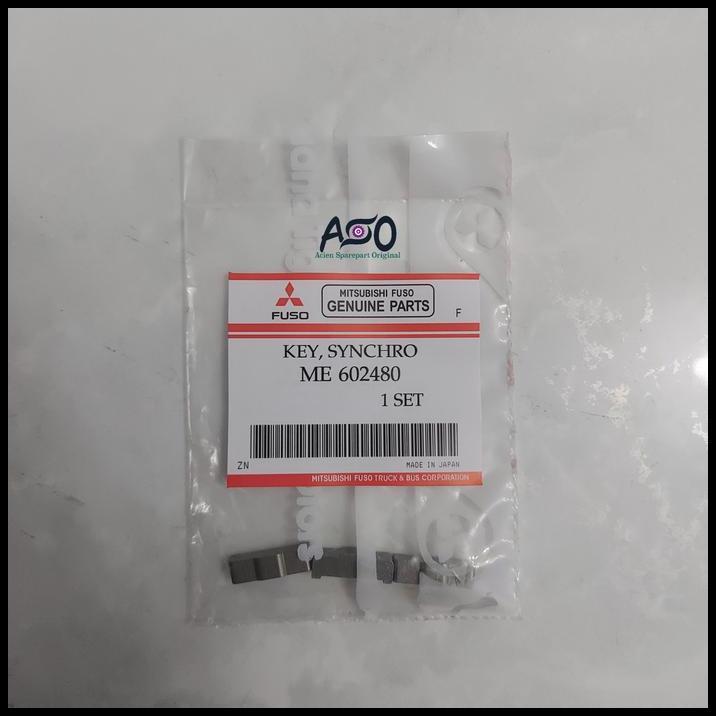 ASO
Acien Sparepart Original
FUSO
MITSUBISHI FUSO
GENUINE PARTS
F
KEY, SYNCHRO
ME 602480
1 SET
ZN
MADE IN JAPAN
MITSUBISHI FUSO TRUCK & BUS CORPORATION